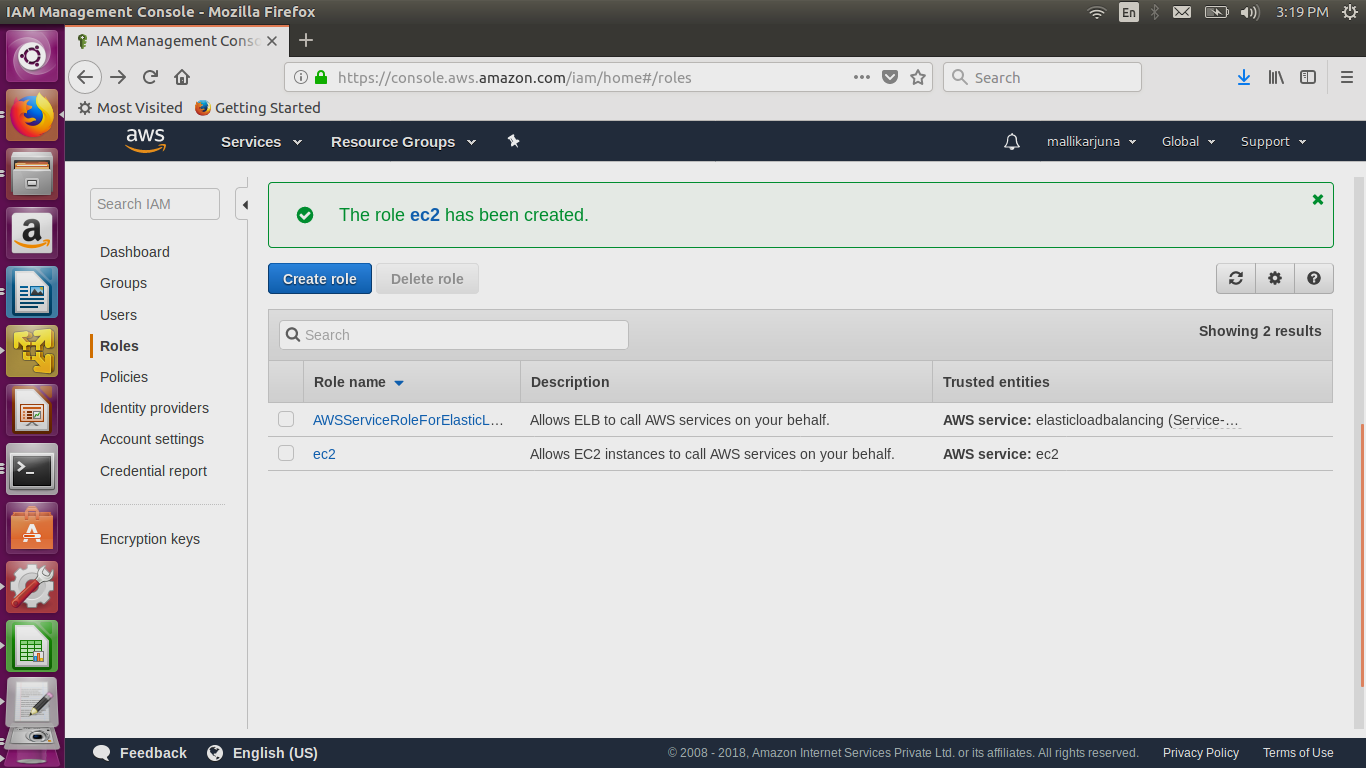 IAM Management Console - Mozilla Firefox
En
3:19 PM
IAM Management Conso
https://console.aws.amazon.com/iam/home#/roles
Search
Most Visited
Getting Started
aws
Services
Resource Groups
mallikarjuna
Global
Support
Search IAM
Dashboard
Groups
Users
Roles
Policies
Identity providers
Account settings
Credential report
Encryption keys
The role ec2 has been created.
Create role
Delete role
Search
Showing 2 results
Role name
Description
Trusted entities
AWSServiceRoleForElasticL…
Allows ELB to call AWS services on your behalf.
AWS service: elasticloadbalancing (Service-…
ec2
Allows EC2 instances to call AWS services on your behalf.
AWS service: ec2
Feedback
English (US)
© 2008 - 2018, Amazon Internet Services Private Ltd. or its affiliates. All rights reserved.
Privacy Policy
Terms of Use